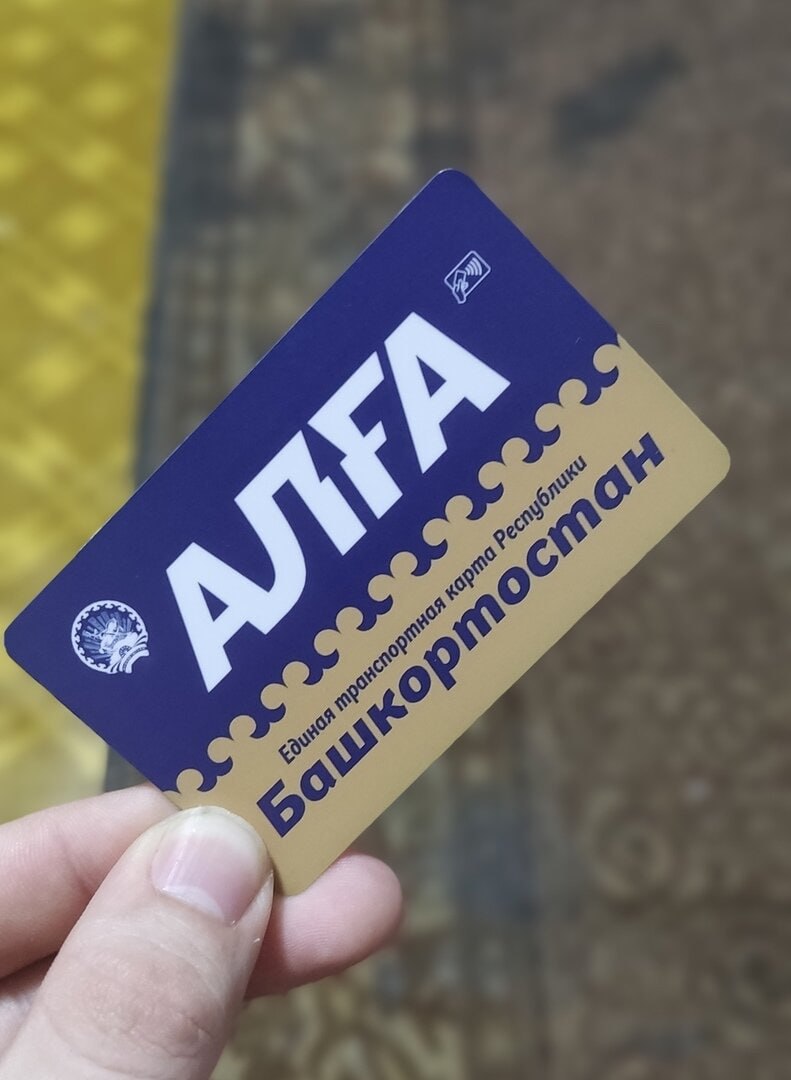 АЛҒА
Единая транспортная карта Республики
Башкортостан